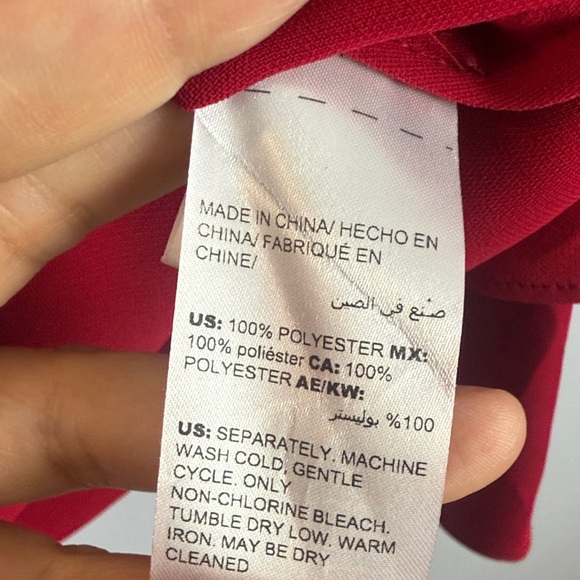 MADE IN CHINA/ HECHO EN
CHINA/ FABRIQUÉ EN
CHINE/
صنع في الصين
US: 100% POLYESTER MX:
100% poliéster CA: 100%
POLYESTER AE/KW:
100% بوليستر
US: SEPARATELY. MACHINE
WASH COLD, GENTLE
CYCLE. ONLY
NON-CHLORINE BLEACH.
TUMBLE DRY LOW. WARM
IRON. MAY BE DRY
CLEANED